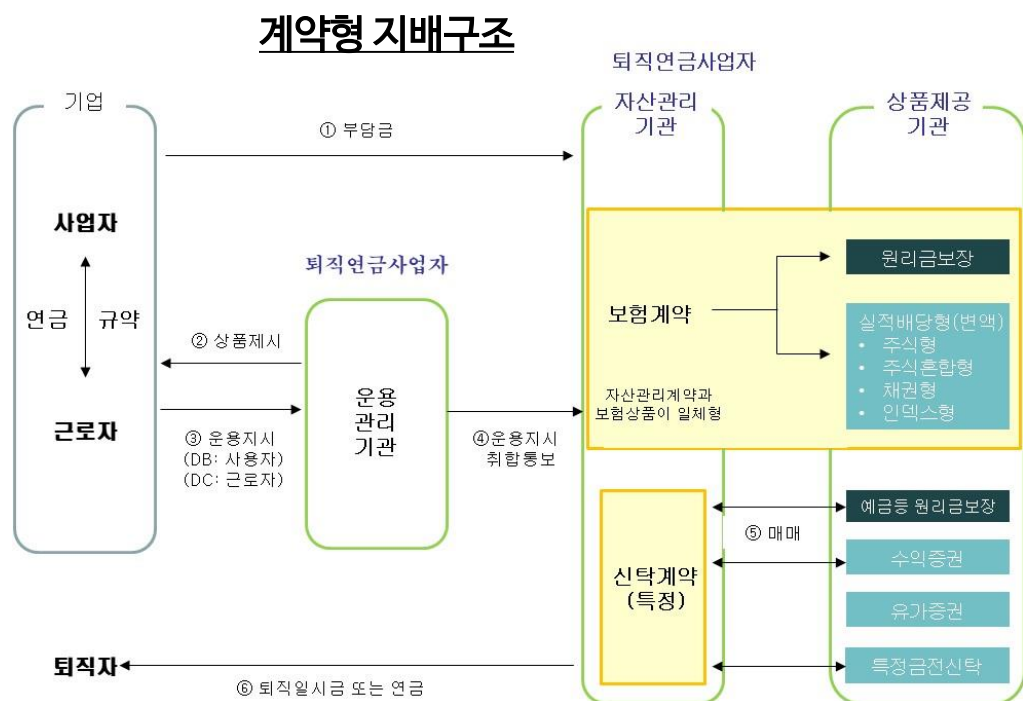 계약형 지배구조
퇴직연금사업자
기업
자산관리
기관
상품제공
기관
① 부담금
사업자
연금
규약
근로자
퇴직연금사업자
② 상품제시
운용
관리
기관
③ 운용지시
(DB: 사용자)
(DC: 근로자)
④운용지시
취합통보
보험계약
자산관리계약과
보험상품이 일체형
원리금보장
실적배당형(변액)
• 주식형
• 주식혼합형
• 채권형
• 인덱스형
신탁계약
(특정)
⑤ 매매
예금등 원리금보장
수익증권
유가증권
특정금전신탁
퇴직자
⑥ 퇴직일시금 또는 연금